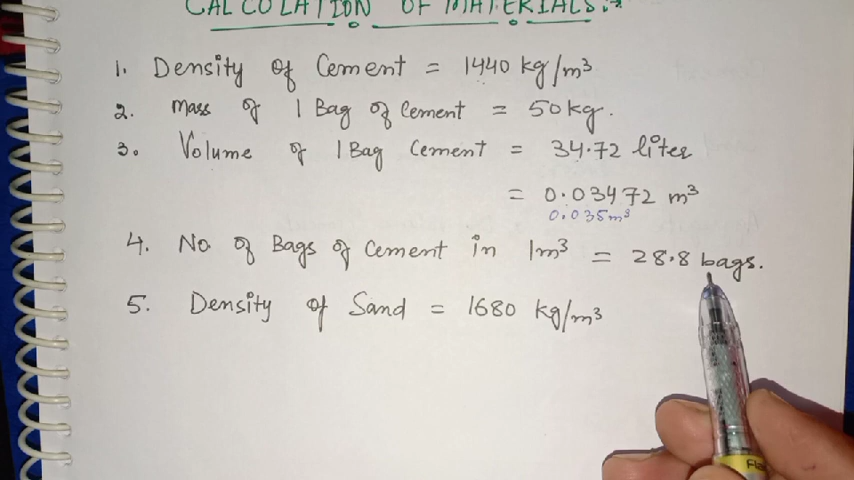 CALCOLATION OF MATERIALS:-
1. Density of Cement = 1440 kg/m³
2. Mass of 1 Bag of Cement = 50kg.
3. Volume of 1 Bag Cement = 34.72 liter
= 0.03472 m³
0.035m³
4. No. of Bags of Cement in 1m³ = 28.8 bags.
5. Density of Sand = 1680 kg/m³